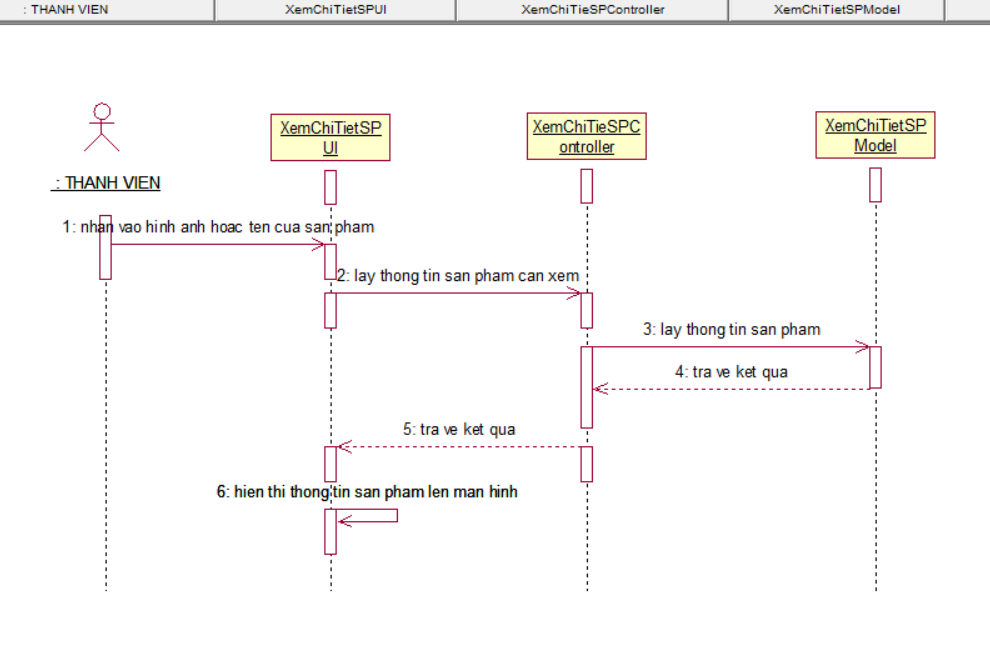 : THANH VIEN
XemChiTietSPUI
XemChiTieSPController
XemChiTietSPModel
XemChiTietSP
UI
XemChiTieSPC
ontroller
XemChiTietSP
Model
: THANH VIEN
1: nhan vao hinh anh hoac ten cua san pham
2: lay thong tin san pham can xem
3: lay thong tin san pham
4: tra ve ket qua
5: tra ve ket qua
6: hien thi thong tin san pham len man hinh